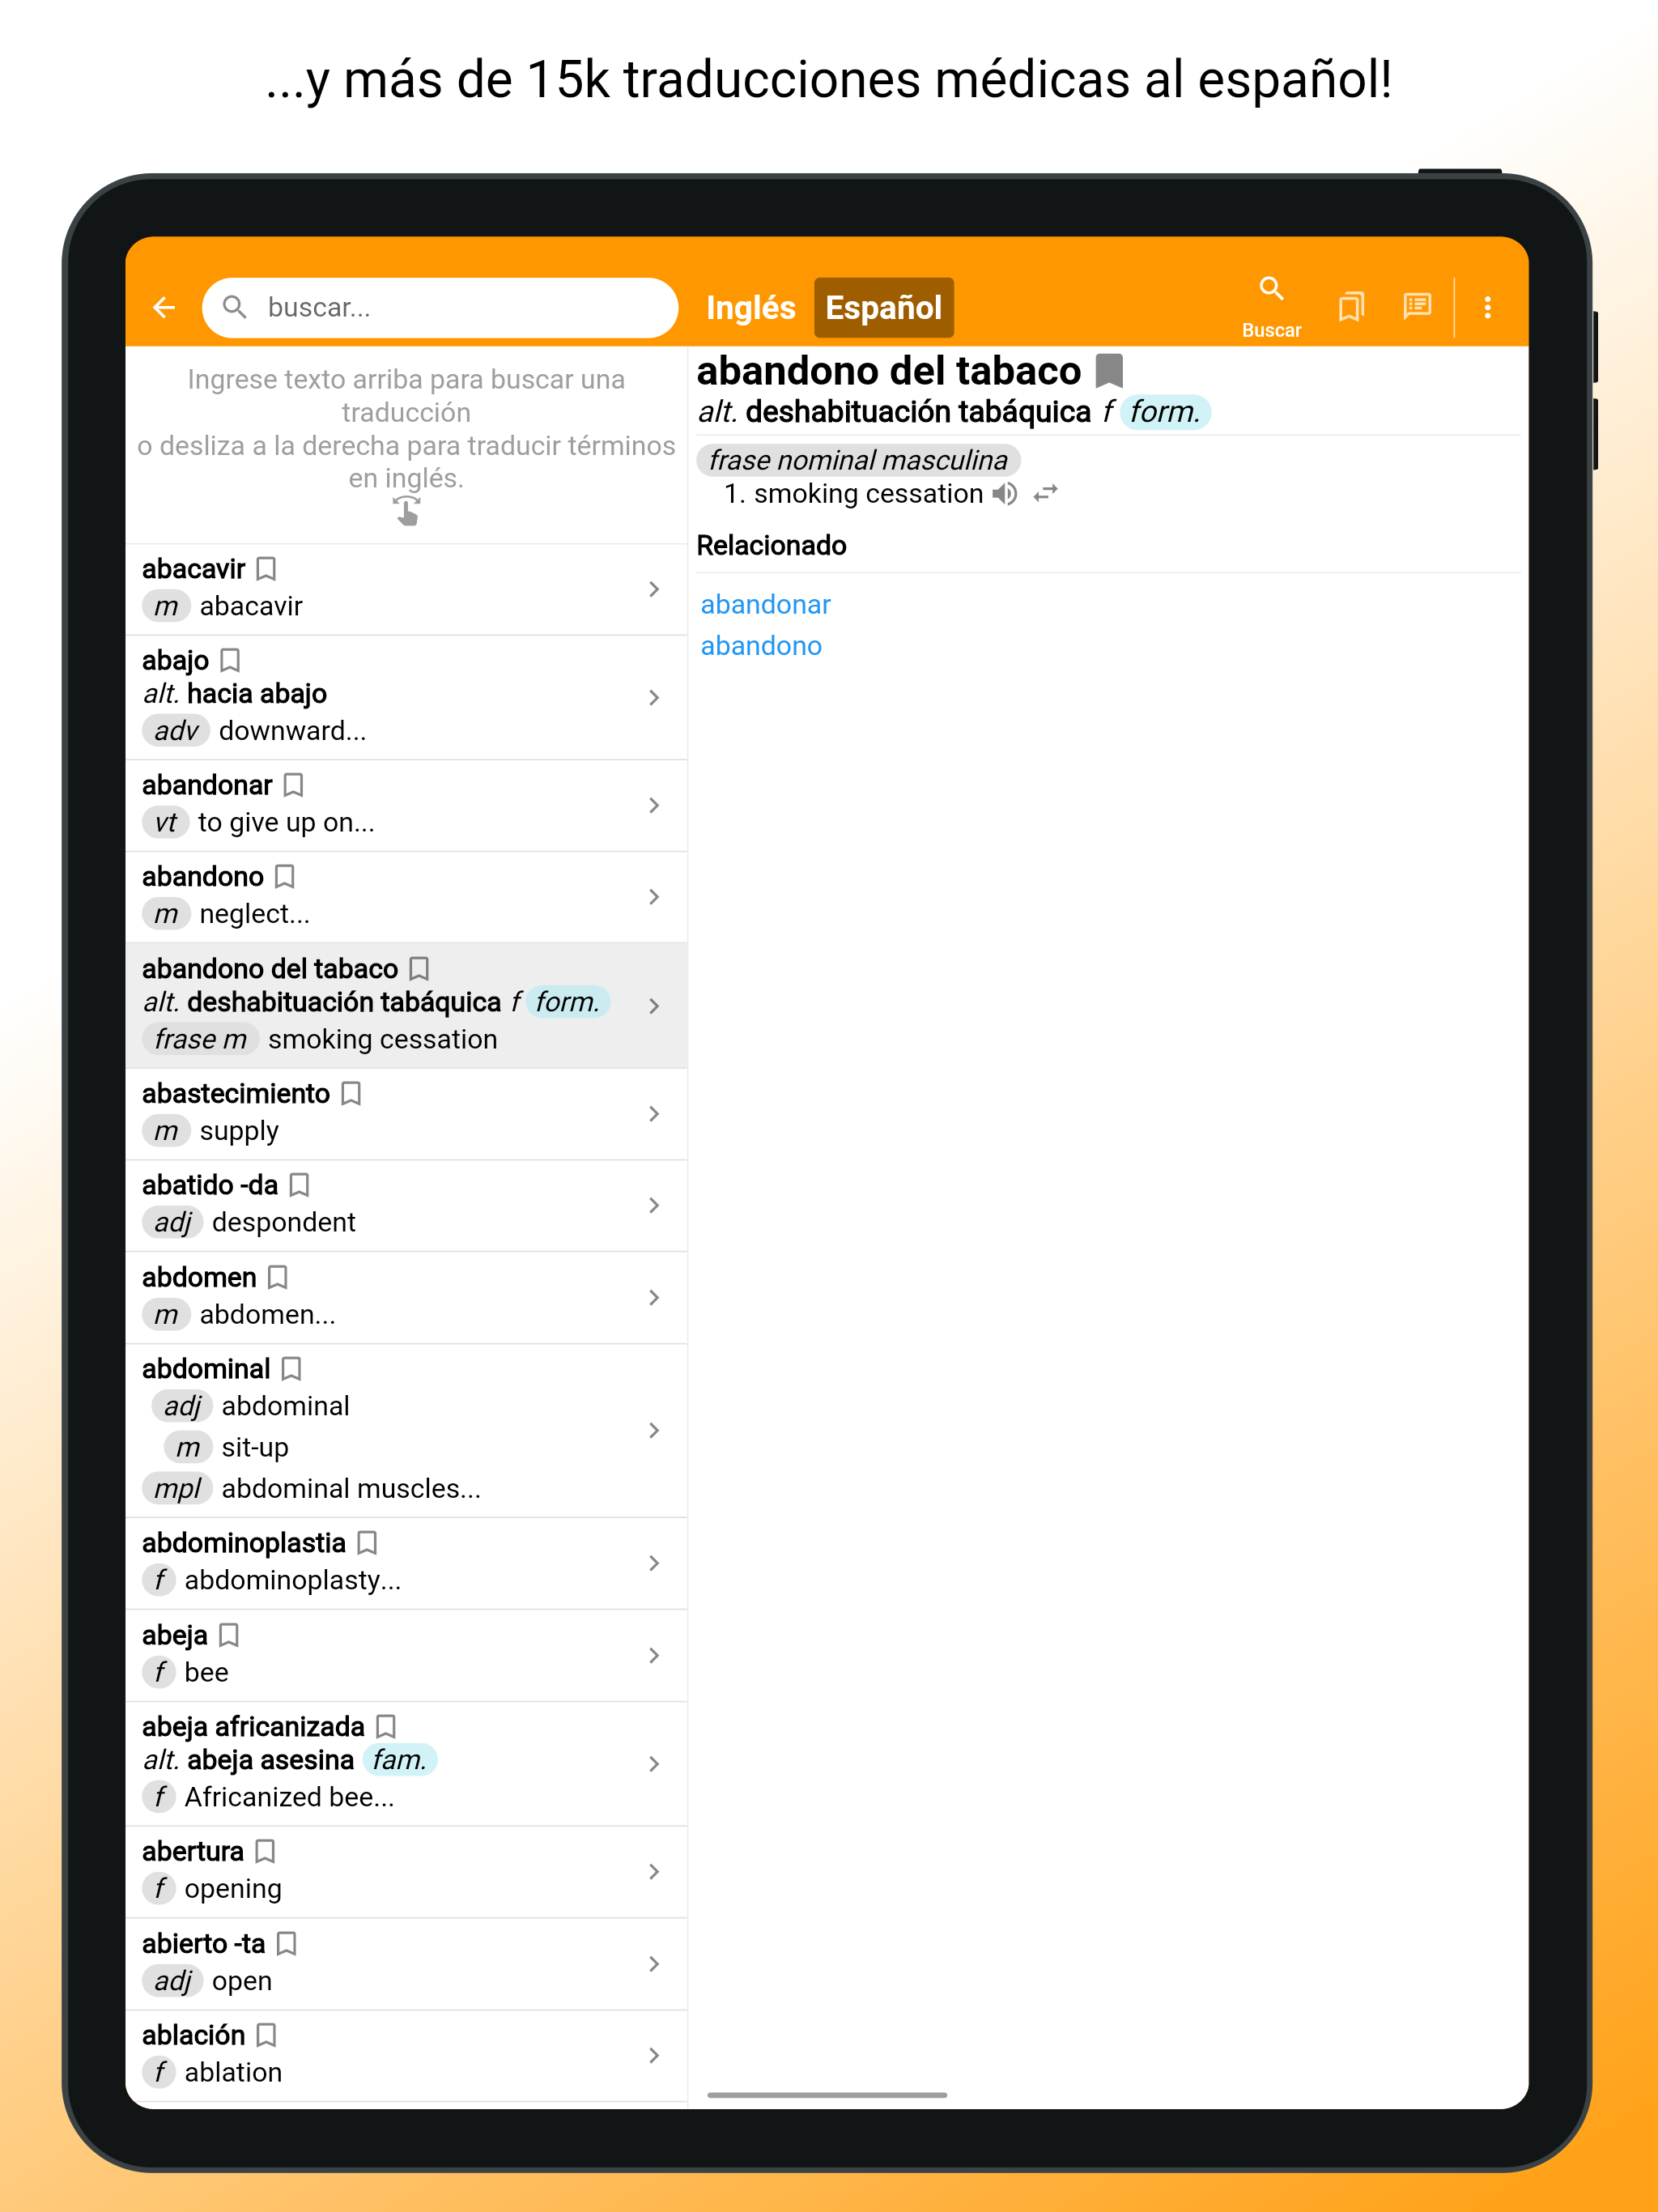 ...y más de 15k traducciones médicas al español!
buscar...
Inglés Español
Buscar
Ingrese texto arriba para buscar una
traducción
o desliza a la derecha para traducir términos
en inglés.
abacavir
m abacavir
abajo
alt. hacia abajo
adv downward...
abandonar
vt to give up on...
abandono
m neglect...
abandono del tabaco
alt. deshabituación tabáquica f form.
frase m smoking cessation
abastecimiento
m supply
abatido -da
adj despondent
abdomen
m abdomen...
abdominal
adj abdominal
m sit-up
mpl abdominal muscles...
abdominoplastia
f abdominoplasty...
abeja
f bee
abeja africanizada
alt. abeja asesina fam.
f Africanized bee...
abertura
f opening
abierto -ta
adj open
ablación
f ablation
abandono del tabaco
alt. deshabituación tabáquica f form.
frase nominal masculina
1. smoking cessation
Relacionado
abandonar
abandono